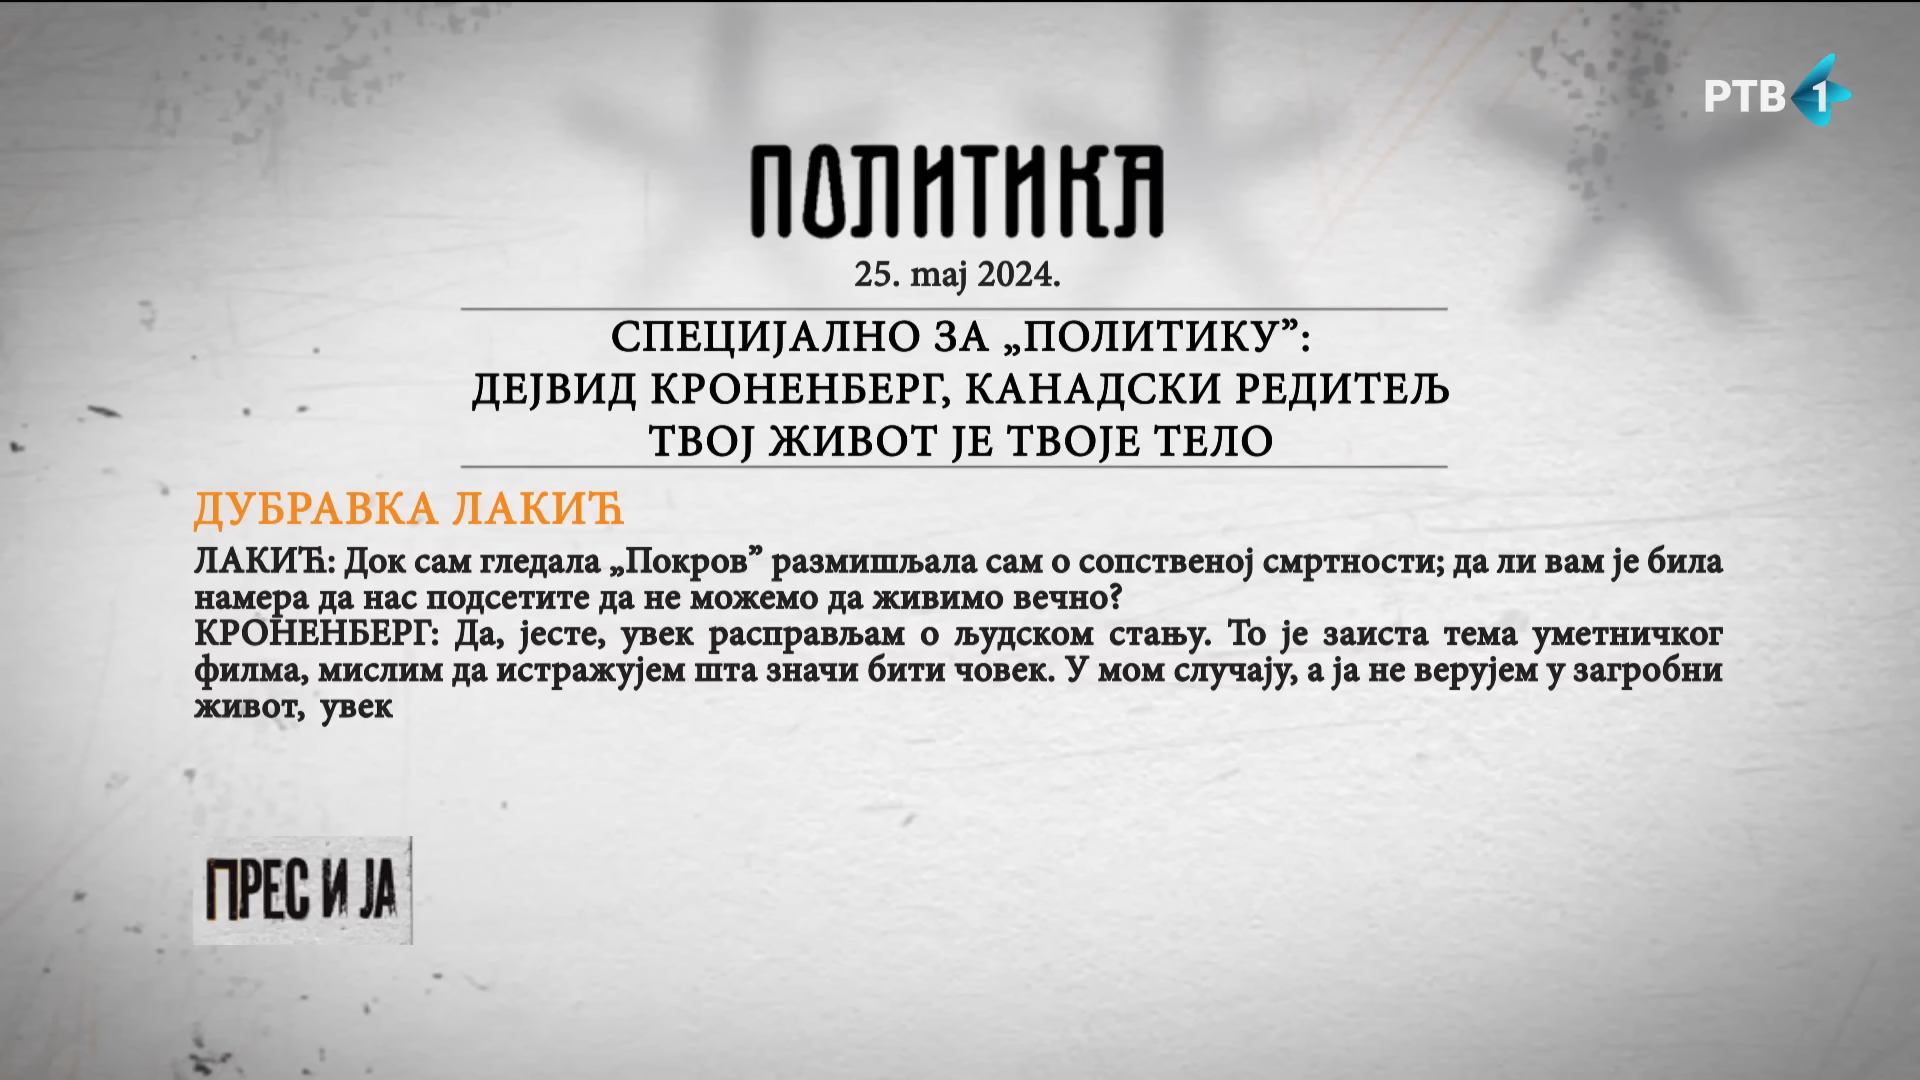 РТВ 1
ПОЛИТИКА
25. maj 2024.
СПЕЦИЈАЛНО ЗА „ПОЛИТИКУ”:
ДЕЈВИД КРОНЕНБЕРГ, КАНАДСКИ РЕДИТЕЉ
ТВОЈ ЖИВОТ ЈЕ ТВОЈЕ ТЕЛО
ДУБРАВКА ЛАКИЋ
ЛАКИЋ: Док сам гледала „Покров” размишљала сам о сопственој смртности; да ли вам је била
намера да нас подсетите да не можемо да живимо вечно?
КРОНЕНБЕРГ: Да, јесте, увек расправљам о људском стању. То је заиста тема уметничког
филма, мислим да истражујем шта значи бити човек. У мом случају, а ја не верујем у загробни
живот, увек
ПРЕС И ЈА